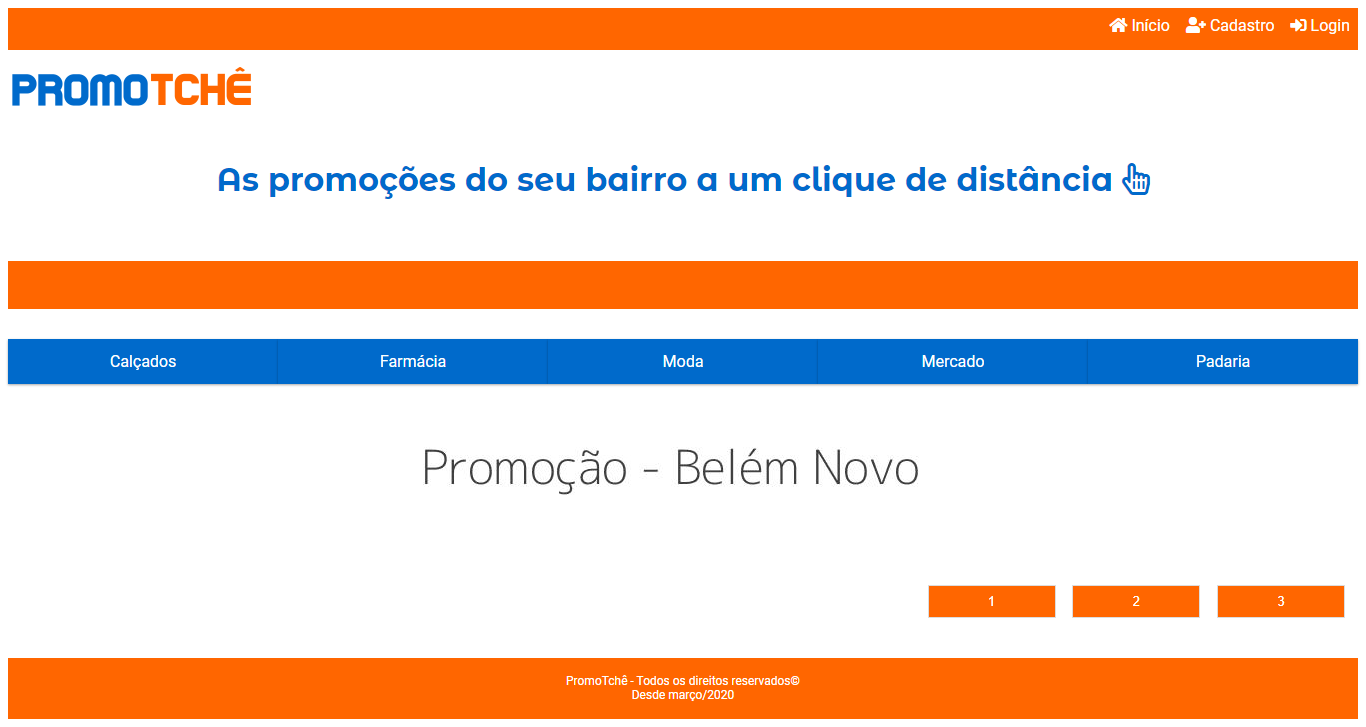 Início Cadastro Login
PROMOTCHÊ
As promoções do seu bairro a um clique de distância
Calçados Farmácia Moda Mercado Padaria
Promoção - Belém Novo
1 2 3
PromoTchê - Todos os direitos reservados©
Desde março/2020